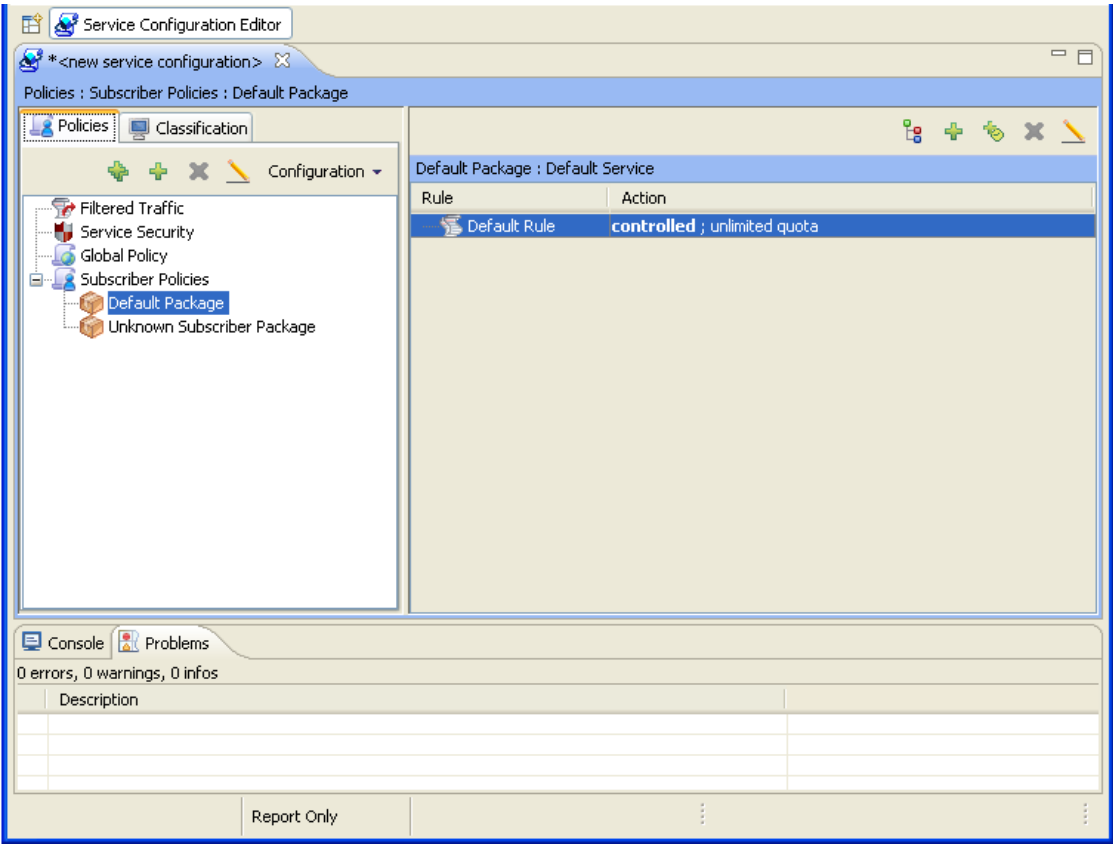 Service Configuration Editor
*<new service configuration>
Policies : Subscriber Policies : Default Package
Policies Classification
Configuration
Filtered Traffic
Service Security
Global Policy
Subscriber Policies
Default Package
Unknown Subscriber Package
Default Package : Default Service
Rule Action
Default Rule controlled ; unlimited quota
Console Problems
0 errors, 0 warnings, 0 infos
Description
Report Only